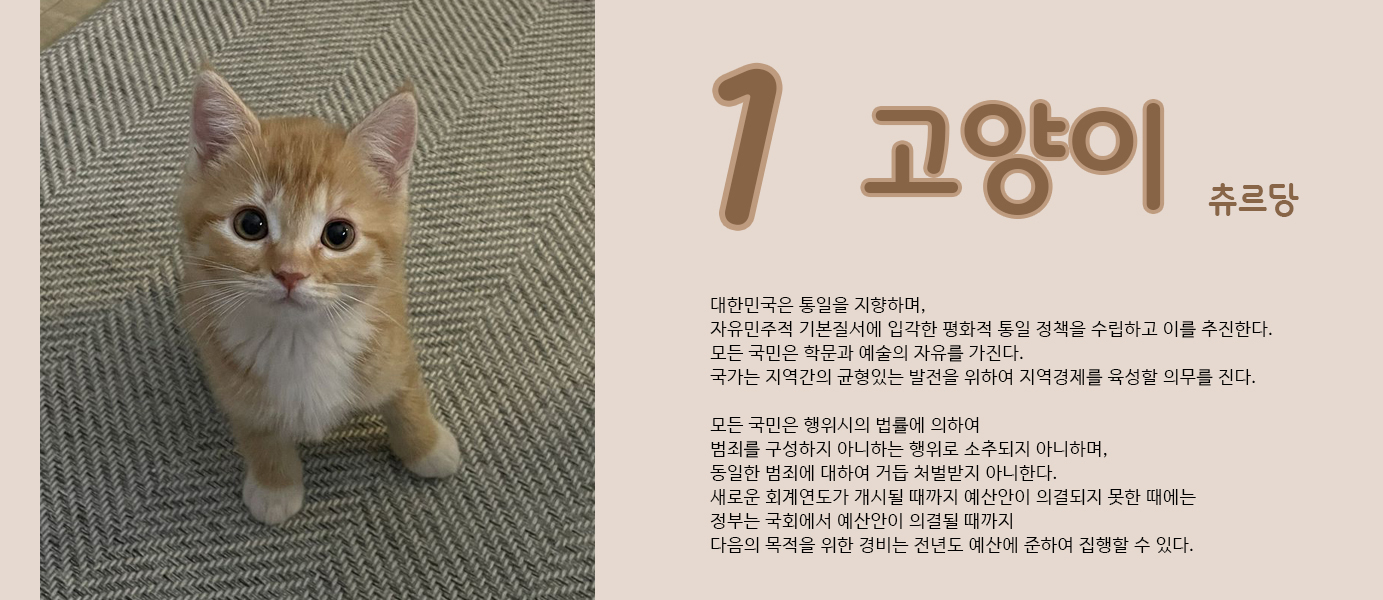 1 고양이 츄르당
대한민국은 통일을 지향하며,
자유민주적 기본질서에 입각한 평화적 통일 정책을 수립하고 이를 추진한다.
모든 국민은 학문과 예술의 자유를 가진다.
국가는 지역간의 균형있는 발전을 위하여 지역경제를 육성할 의무를 진다.
모든 국민은 행위시의 법률에 의하여
범죄를 구성하지 아니하는 행위로 소추되지 아니하며,
동일한 범죄에 대하여 거듭 처벌받지 아니한다.
새로운 회계연도가 개시될 때까지 예산안이 의결되지 못한 때에는
정부는 국회에서 예산안이 의결될 때까지
다음의 목적을 위한 경비는 전년도 예산에 준하여 집행할 수 있다.